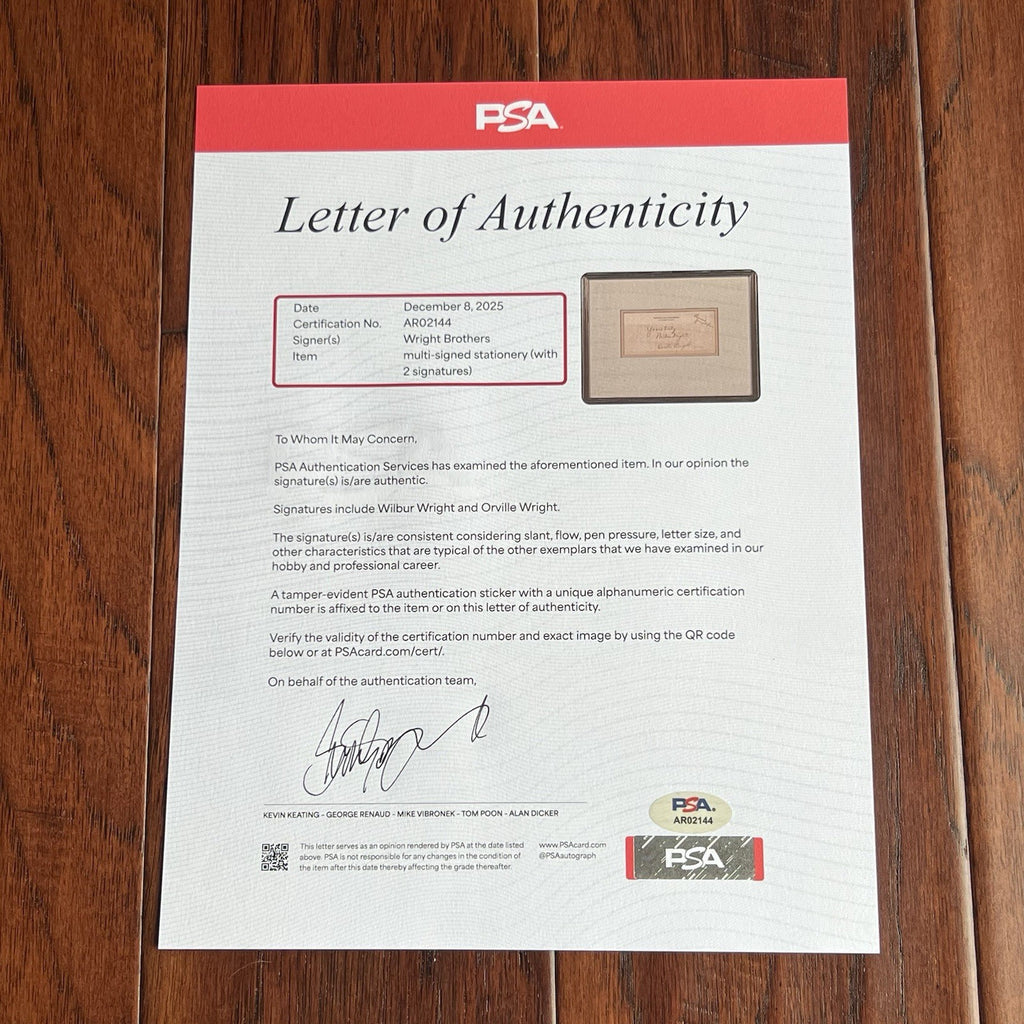 PSA
Letter of Authenticity
Date December 8, 2025
Certification No. AR02144
Signer(s) Wright Brothers
Item multi-signed stationery (with
2 signatures)
To Whom It May Concern,
PSA Authentication Services has examined the aforementioned item. In our opinion the
signature(s) is/are authentic.
Signatures include Wilbur Wright and Orville Wright.
The signature(s) is/are consistent considering slant, flow, pen pressure, letter size, and
other characteristics that are typical of the other exemplars that we have examined in our
hobby and professional career.
A tamper-evident PSA authentication sticker with a unique alphanumeric certification
number is affixed to the item or on this letter of authenticity.
Verify the validity of the certification number and exact image by using the QR code
below or at PSAcard.com/cert/.
On behalf of the authentication team,
KEVIN KEATING - GEORGE RENAUD - MIKE VIBRONEK - TOM POON - ALAN DICKER
This letter serves as an opinion rendered by PSA at the date listed
above. PSA is not responsible for any changes in the condition of
the item after this date thereby affecting the grade thereafter.
www.PSAcard.com
@PSAautograph
PSA.
AR02144
PSA